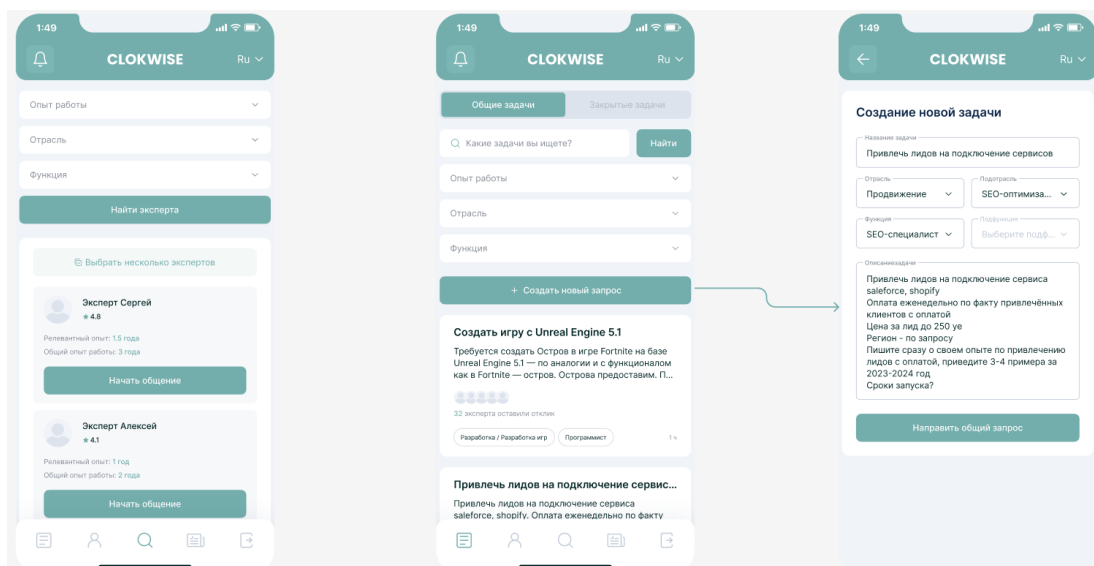 1:49
CLOKWISE
Ru
Опыт работы
Отрасль
Функция
Найти эксперта
Выбрать несколько экспертов
Эксперт Сергей
★ 4.8
Релевантный опыт: 1.5 года
Общий опыт работы: 3 года
Начать общение
Эксперт Алексей
★ 4.1
Релевантный опыт: 1 год
Общий опыт работы: 2 года
Начать общение
1:49
CLOKWISE
Ru
Общие задачи
Закрытые задачи
Какие задачи вы ищете?
Найти
Опыт работы
Отрасль
Функция
+ Создать новый запрос
Создать игру с Unreal Engine 5.1
Требуется создать Остров в игре Fortnite на базе
Unreal Engine 5.1 — по аналогии и с функционалом
как в Fortnite — остров. Острова предоставим. П...
32 эксперта оставили отклик
Разработка / Разработка игр
Программист
1 ч
Привлечь лидов на подключение сервис...
Привлечь лидов на подключение сервиса
saleforce, shopify. Оплата еженедельно по факту
1:49
CLOKWISE
Ru
Создание новой задачи
Название задачи
Привлечь лидов на подключение сервисов
Отрасль
Продвижение
Подотрасль
SEO-оптимиза...
Функция
SEO-специалист
Подфункция
Выберите подф...
Описаниезадачи
Привлечь лидов на подключение сервиса
saleforce, shopify
Оплата еженедельно по факту привлечённых
клиентов с оплатой
Цена за лид до 250 уе
Регион - по запросу
Пишите сразу о своем опыте по привлечению
лидов с оплатой, приведите 3-4 примера за
2023-2024 год
Сроки запуска?
Направить общий запрос